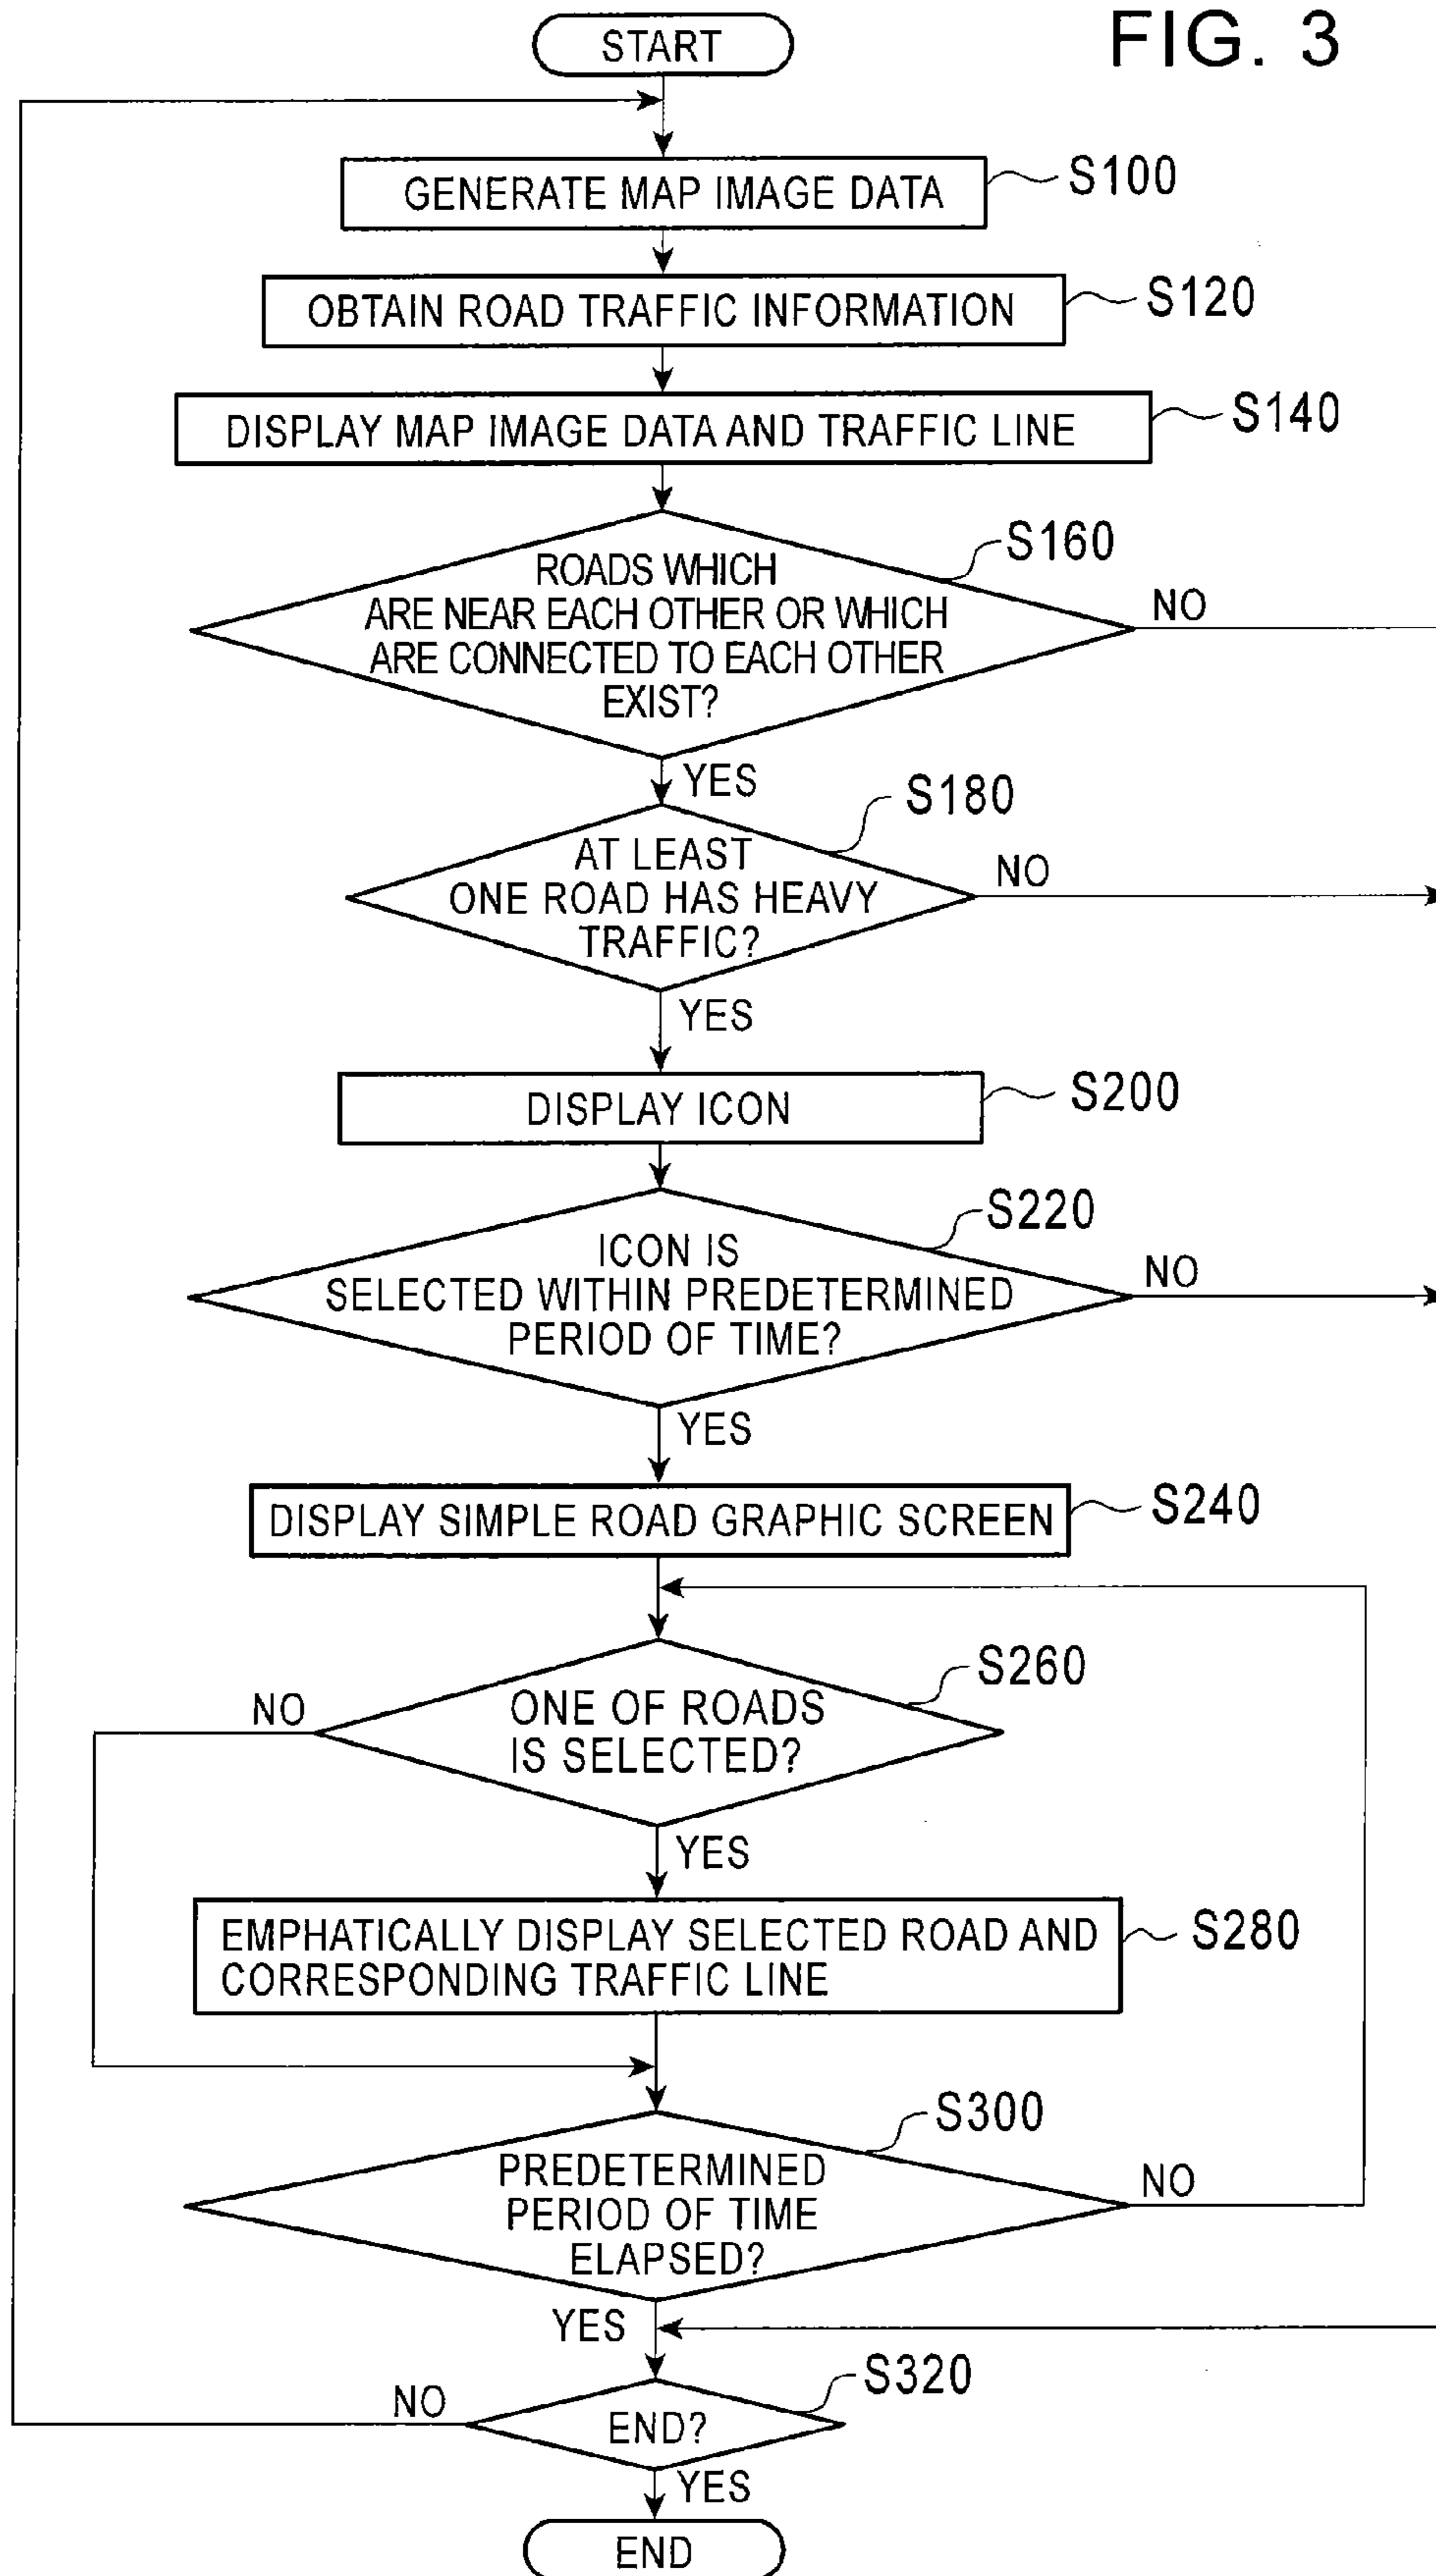 FIG. 3
START
GENERATE MAP IMAGE DATA
S100
OBTAIN ROAD TRAFFIC INFORMATION
S120
DISPLAY MAP IMAGE DATA AND TRAFFIC LINE
S140
S160
ROADS WHICH
ARE NEAR EACH OTHER OR WHICH
ARE CONNECTED TO EACH OTHER
EXIST?
NO
YES
S180
AT LEAST
ONE ROAD HAS HEAVY
TRAFFIC?
NO
YES
DISPLAY ICON
S200
S220
ICON IS
SELECTED WITHIN PREDETERMINED
PERIOD OF TIME?
NO
YES
DISPLAY SIMPLE ROAD GRAPHIC SCREEN
S240
S260
ONE OF ROADS
IS SELECTED?
NO
YES
EMPHATICALLY DISPLAY SELECTED ROAD AND
CORRESPONDING TRAFFIC LINE
S280
S300
PREDETERMINED
PERIOD OF TIME
ELAPSED?
NO
YES
S320
END?
NO
YES
END